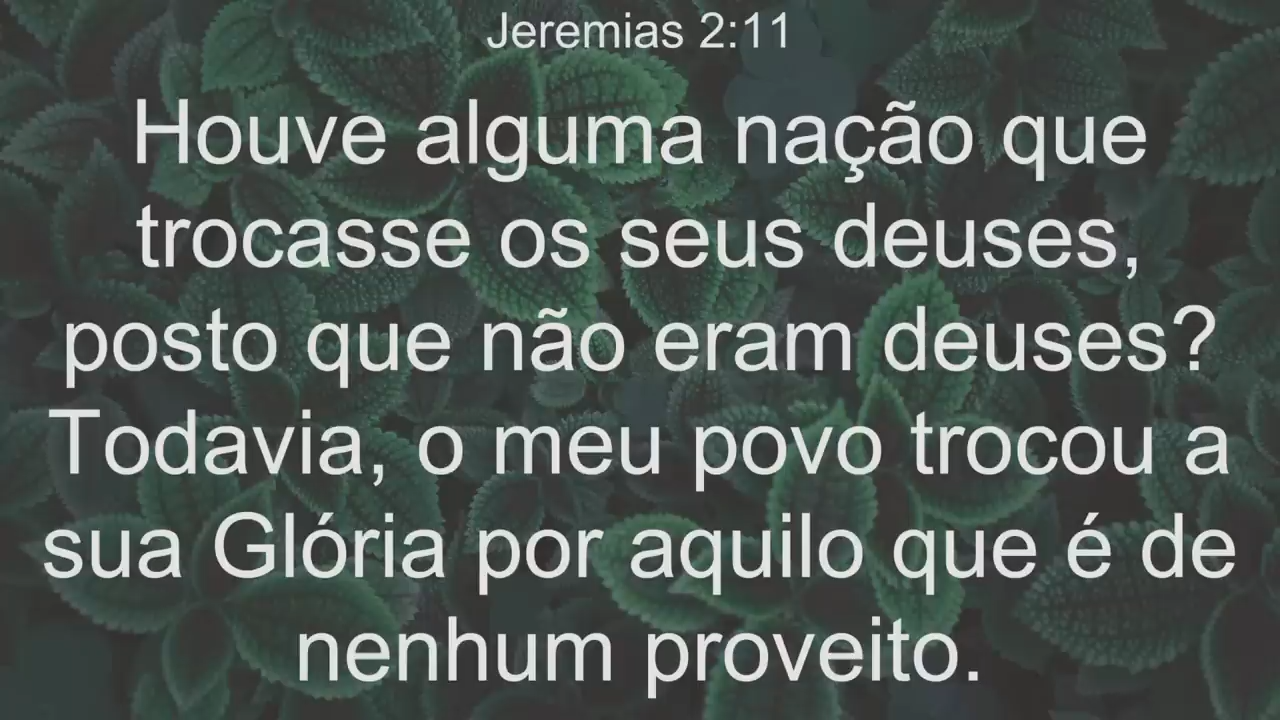 Jeremias 2:11
Houve alguma nação que
trocasse os seus deuses,
posto que não eram deuses?
Todavia, o meu povo trocou a
sua Glória por aquilo que é de
nenhum proveito.